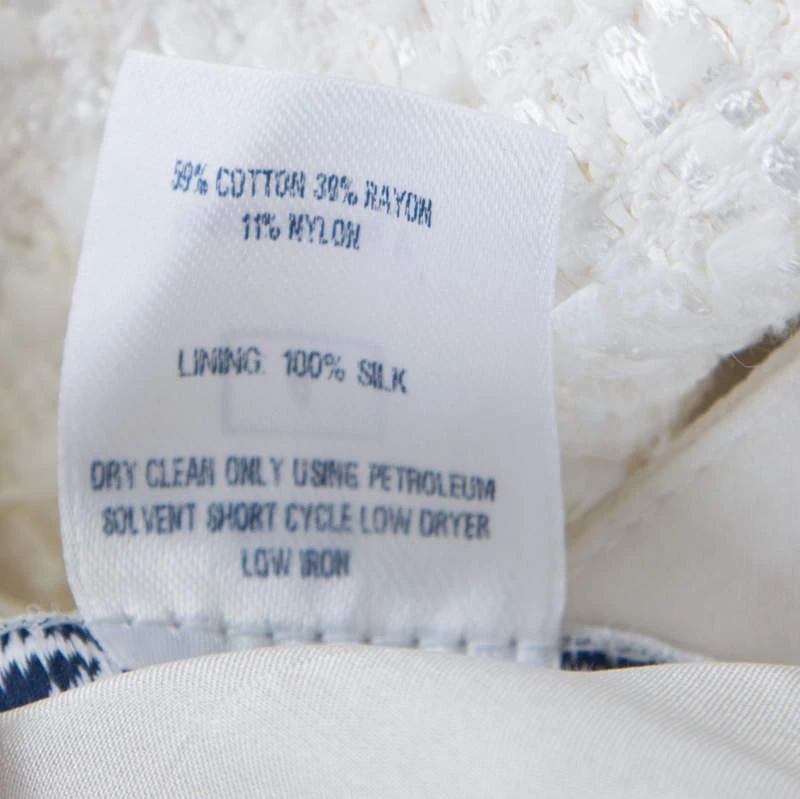 59% COTTON 30% RAYON
11% NYLON
LINING: 100% SILK
DRY CLEAN ONLY USING PETROLEUM
SOLVENT SHORT CYCLE LOW DRYER
LOW IRON